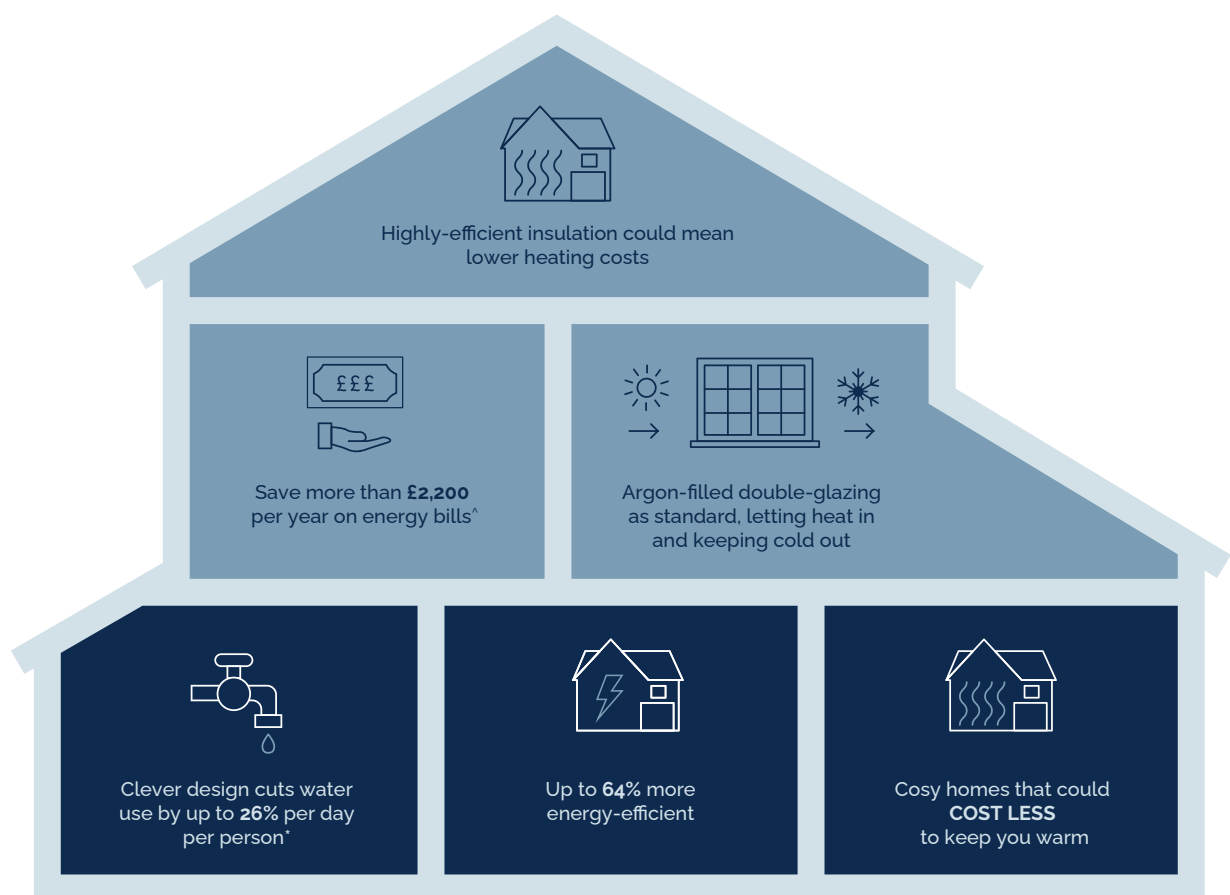 Highly-efficient insulation could mean
lower heating costs
£££
Save more than £2,200
per year on energy bills^
Argon-filled double-glazing
as standard, letting heat in
and keeping cold out
Clever design cuts water
use by up to 26% per day
per person*
Up to 64% more
energy-efficient
Cosy homes that could
COST LESS
to keep you warm